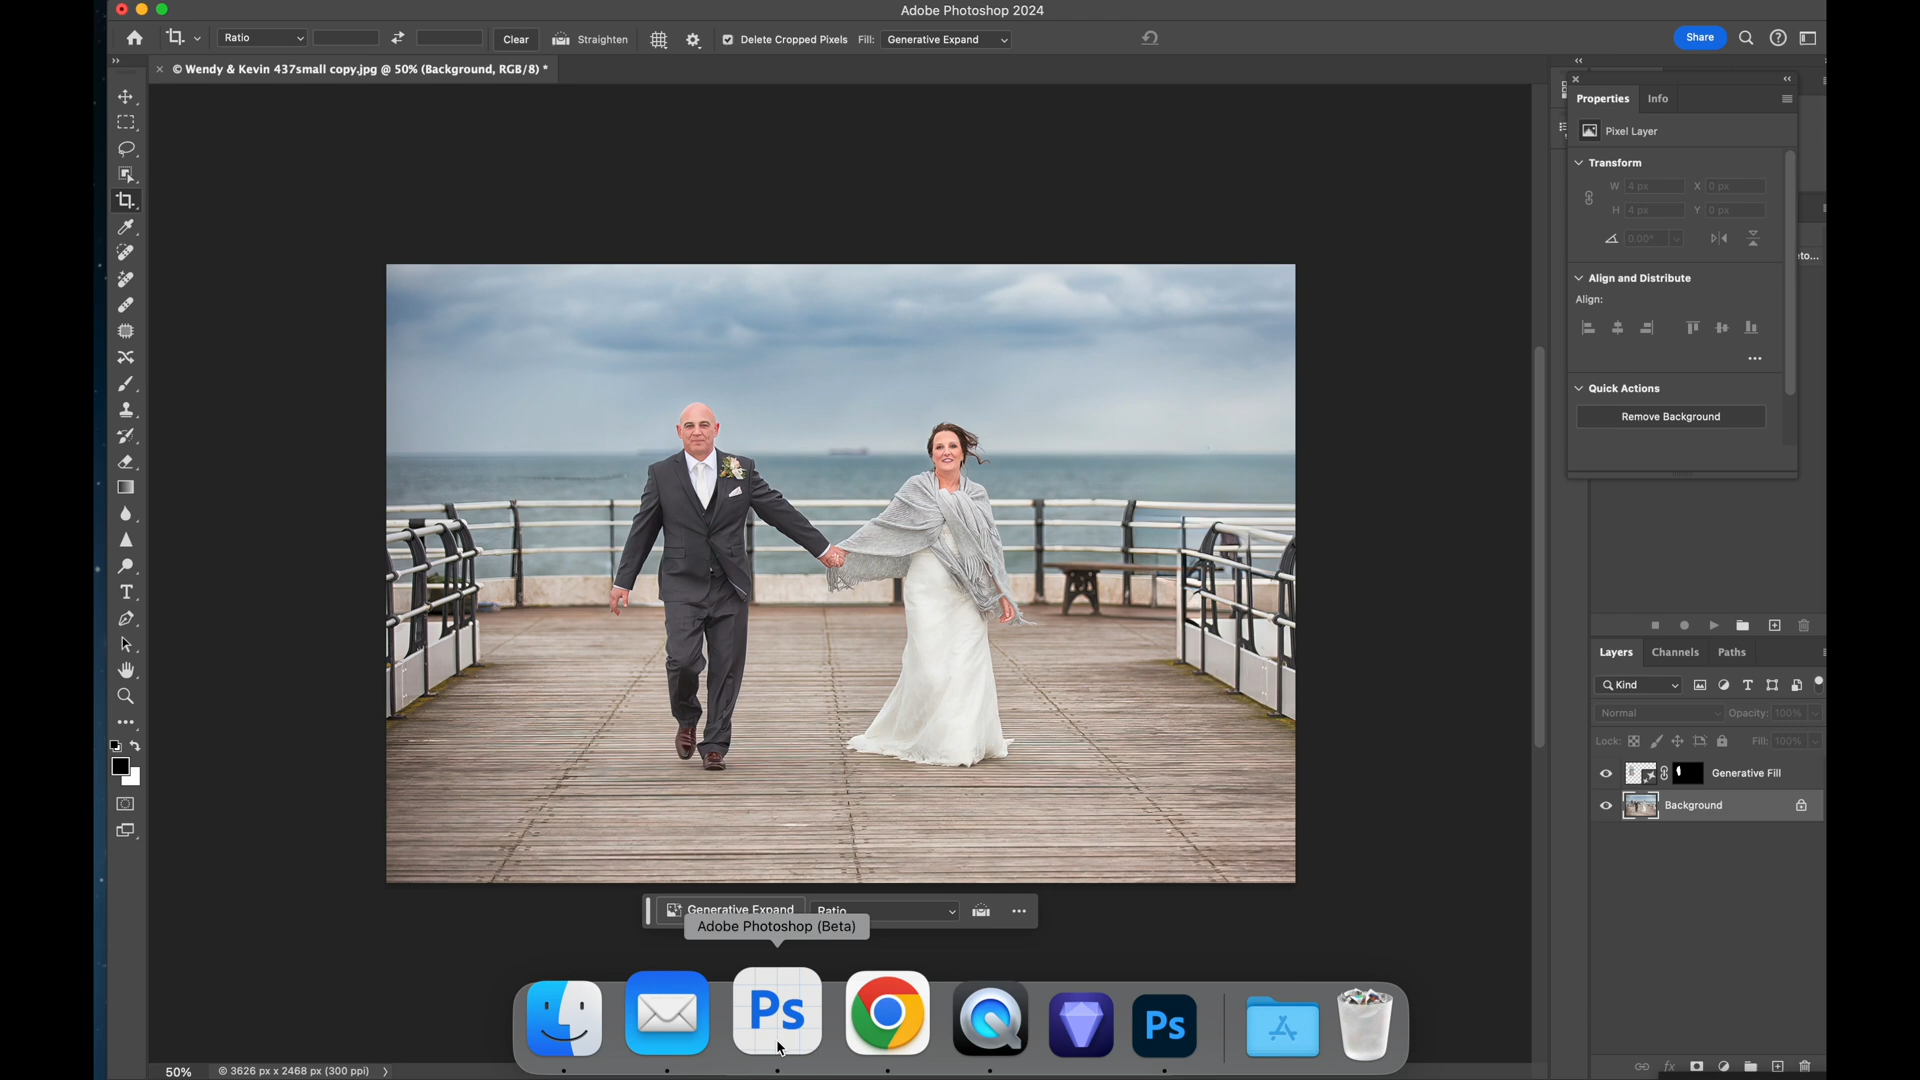 Adobe Photoshop 2024
Ratio
Clear
Straighten
Delete Cropped Pixels
Fill:
Generative Expand
Share
© Wendy & Kevin 437small copy.jpg @ 50% (Background, RGB/8) *
Properties
Info
Pixel Layer
Transform
W 4 px X 0 px
H 4 px Y 0 px
0.00°
eto...
Align and Distribute
Align:
Quick Actions
Remove Background
Layers
Channels
Paths
Kind
Normal
Opacity: 100%
Lock:
Fill: 100%
Generative Fill
Background
Generative Expand
Ratio
Adobe Photoshop (Beta)
Ps
Ps
fx
50%
© 3626 px x 2468 px (300 ppi)